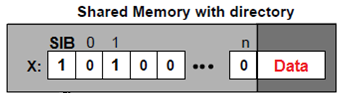 Shared Memory with directory
SIB 0 1 n
X: 1 0 1 0 0 ••• 0 Data